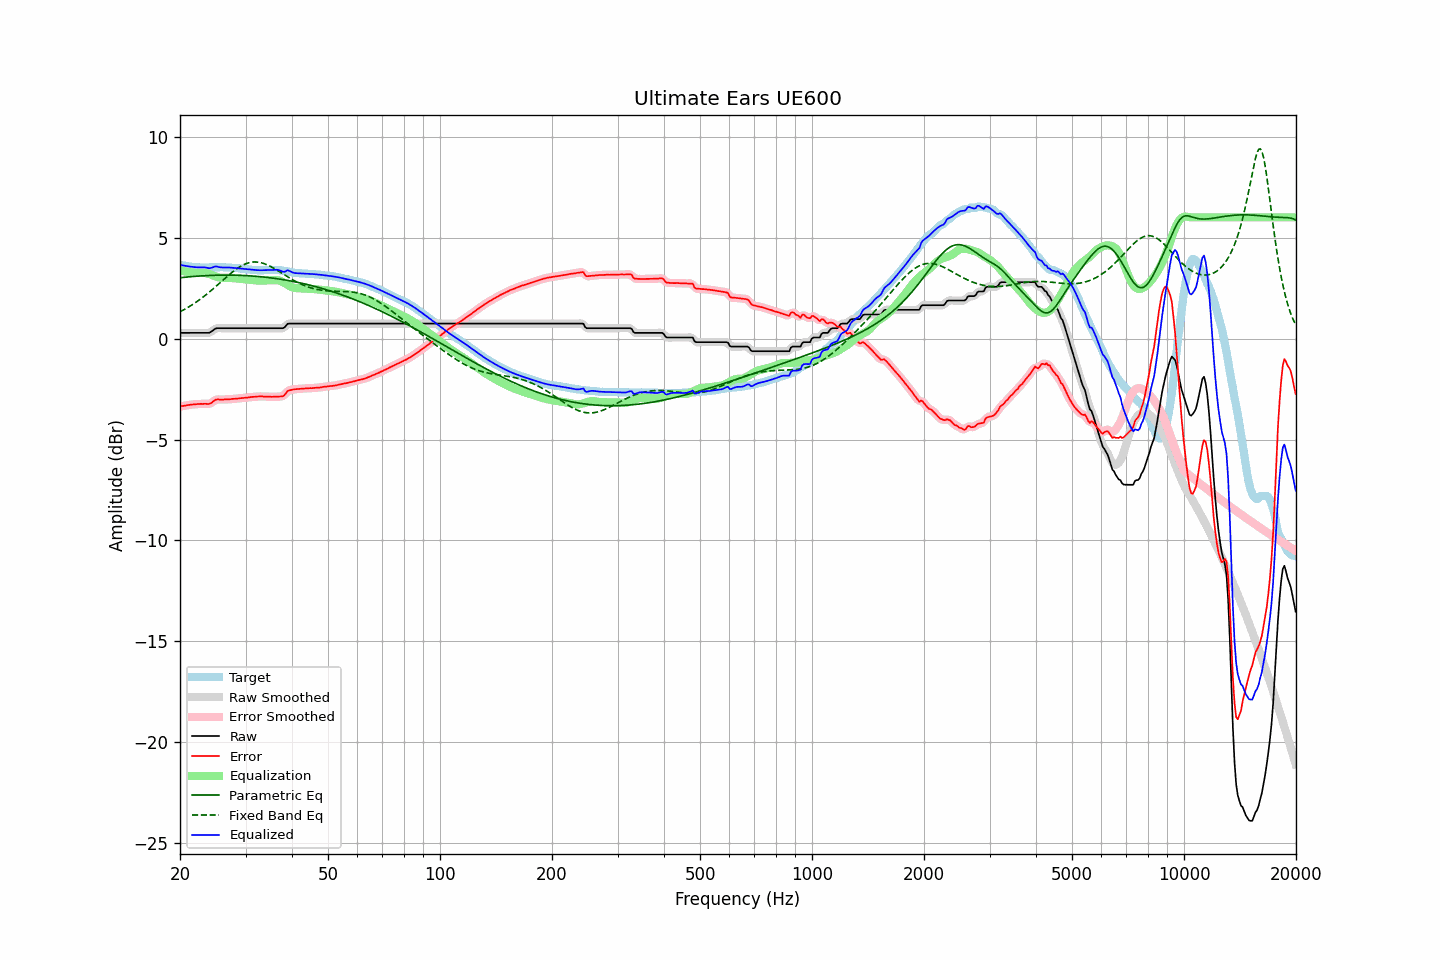 Ultimate Ears UE600
10
5
0
−5
−10
−15
−20
−25
Amplitude (dBr)
Target
Raw Smoothed
Error Smoothed
Raw
Error
Equalization
Parametric Eq
Fixed Band Eq
Equalized
20 50 100 200 500 1000 2000 5000 10000 20000
Frequency (Hz)